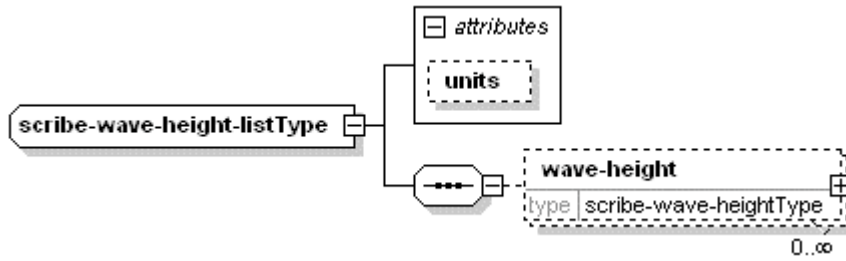 attributes
units
scribe-wave-height-listType
wave-height
type scribe-wave-heightType
0..∞